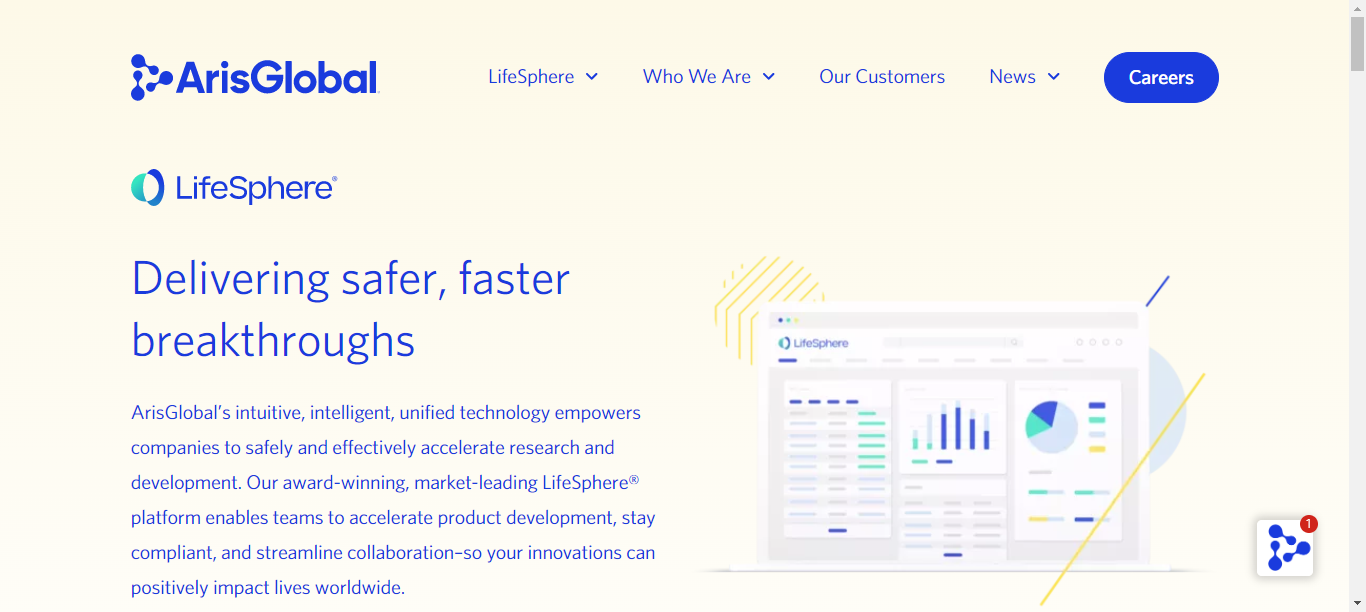 ArisGlobal
LifeSphere
Who We Are
Our Customers
News
Careers
LifeSphere®
Delivering safer, faster
breakthroughs
ArisGlobal’s intuitive, intelligent, unified technology empowers
companies to safely and effectively accelerate research and
development. Our award-winning, market-leading LifeSphere®
platform enables teams to accelerate product development, stay
compliant, and streamline collaboration–so your innovations can
positively impact lives worldwide.
LifeSphere
1